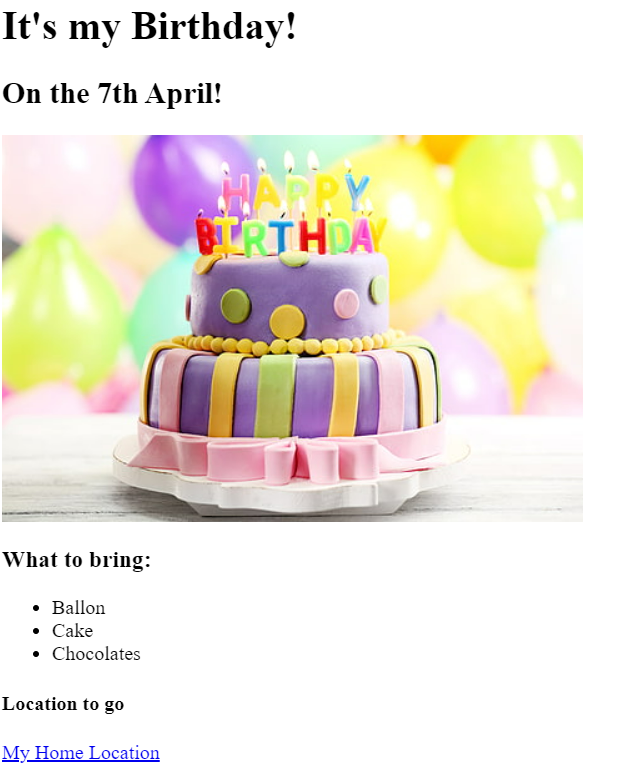 It's my Birthday!
On the 7th April!
HAPPY
BIRTHDAY
What to bring:
Ballon
Cake
Chocolates
Location to go
My Home Location